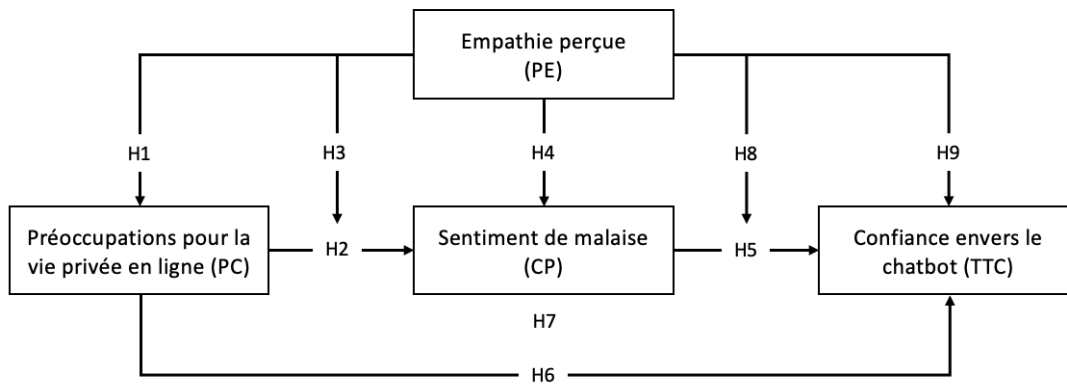 Empathie perçue
(PE)
H1
H3
H4
H8
H9
Préoccupations pour la
vie privée en ligne (PC)
H2
Sentiment de malaise
(CP)
H5
Confiance envers le
chatbot (TTC)
H7
H6